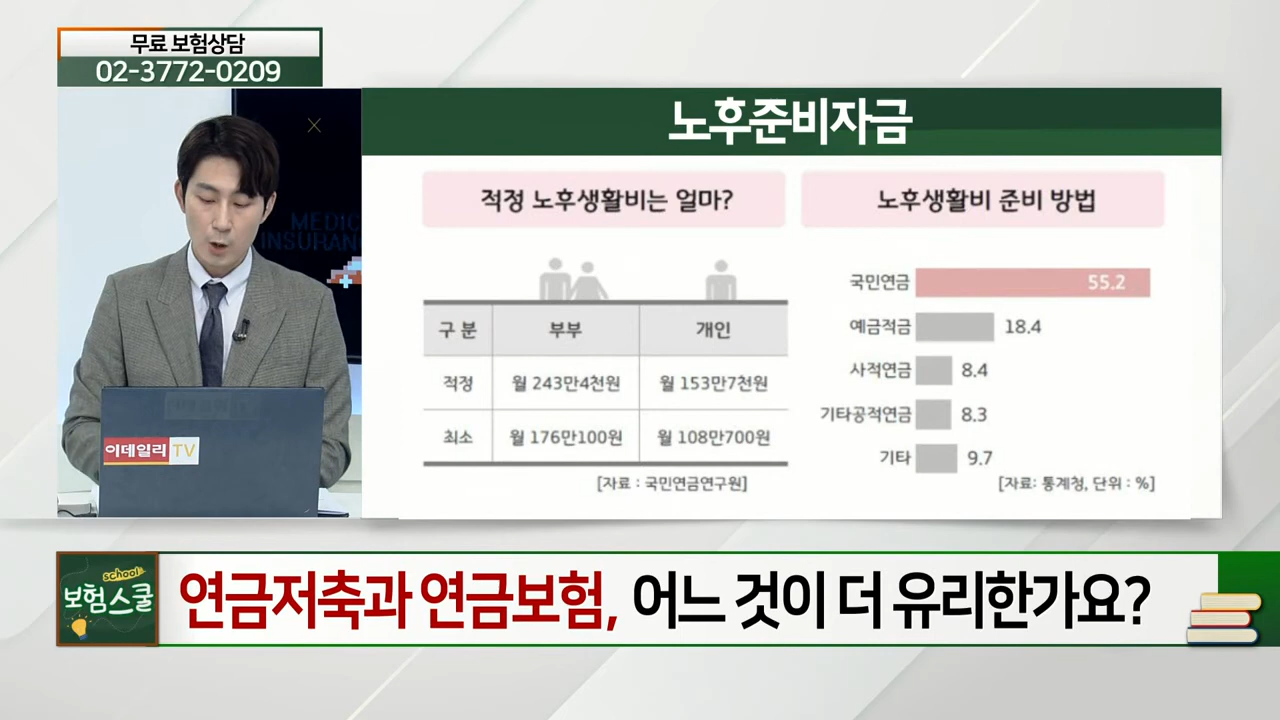 무료 보험상담
02-3772-0209
노후준비자금
MEDIC
INSURAN
적정 노후생활비는 얼마?
구 분 부부 개인
적정 월 243만4천원 월 153만7천원
최소 월 176만100원 월 108만700원
[자료 : 국민연금연구원]
노후생활비 준비 방법
국민연금 55.2
예금적금 18.4
사적연금 8.4
기타공적연금 8.3
기타 9.7
[자료: 통계청, 단위 : %]
이데일리 TV
school
보험스쿨
연금저축과 연금보험, 어느 것이 더 유리한가요?